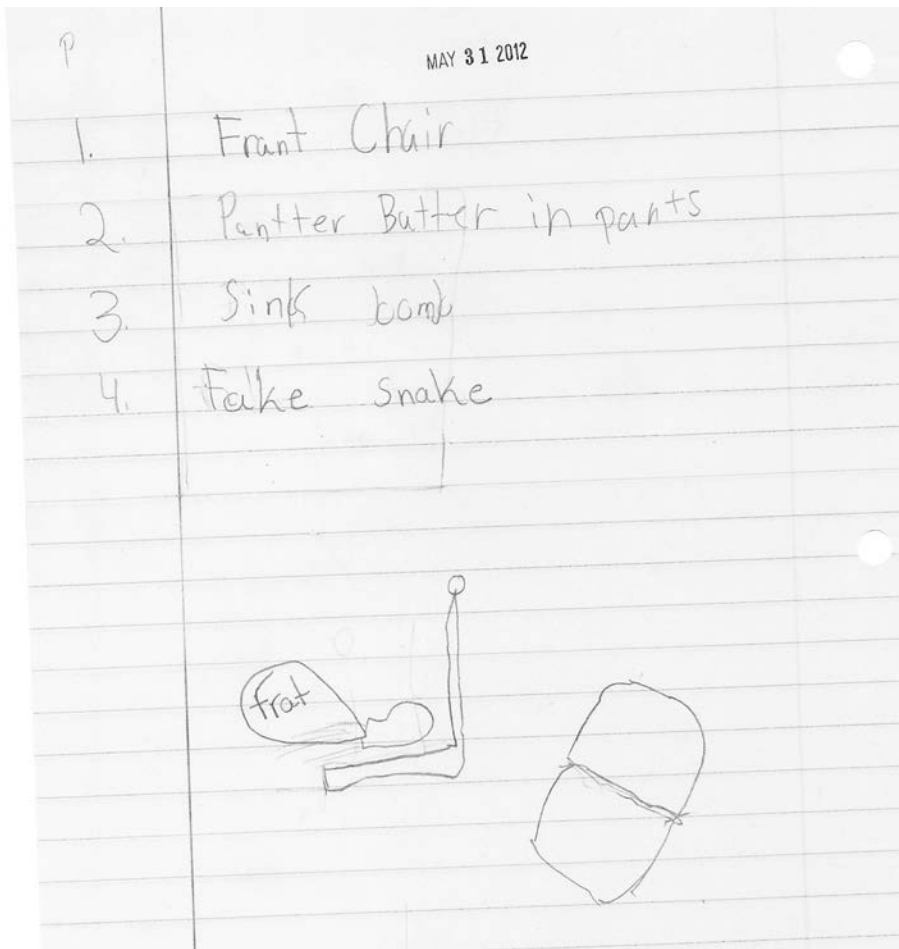 P
MAY 31 2012
1. Frant Chair
2. Pantter Batter in pants
3. Sink bomb
4. Fake snake
frat